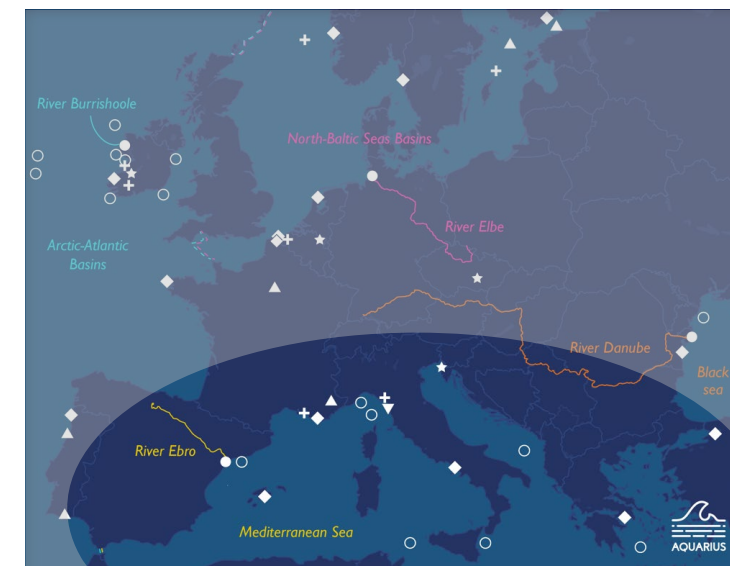 River Burrishoole
North-Baltic Seas Basins
River Elbe
Arctic-Atlantic
Basins
River Danube
Black
sea
River Ebro
Mediterranean Sea
AQUARIUS